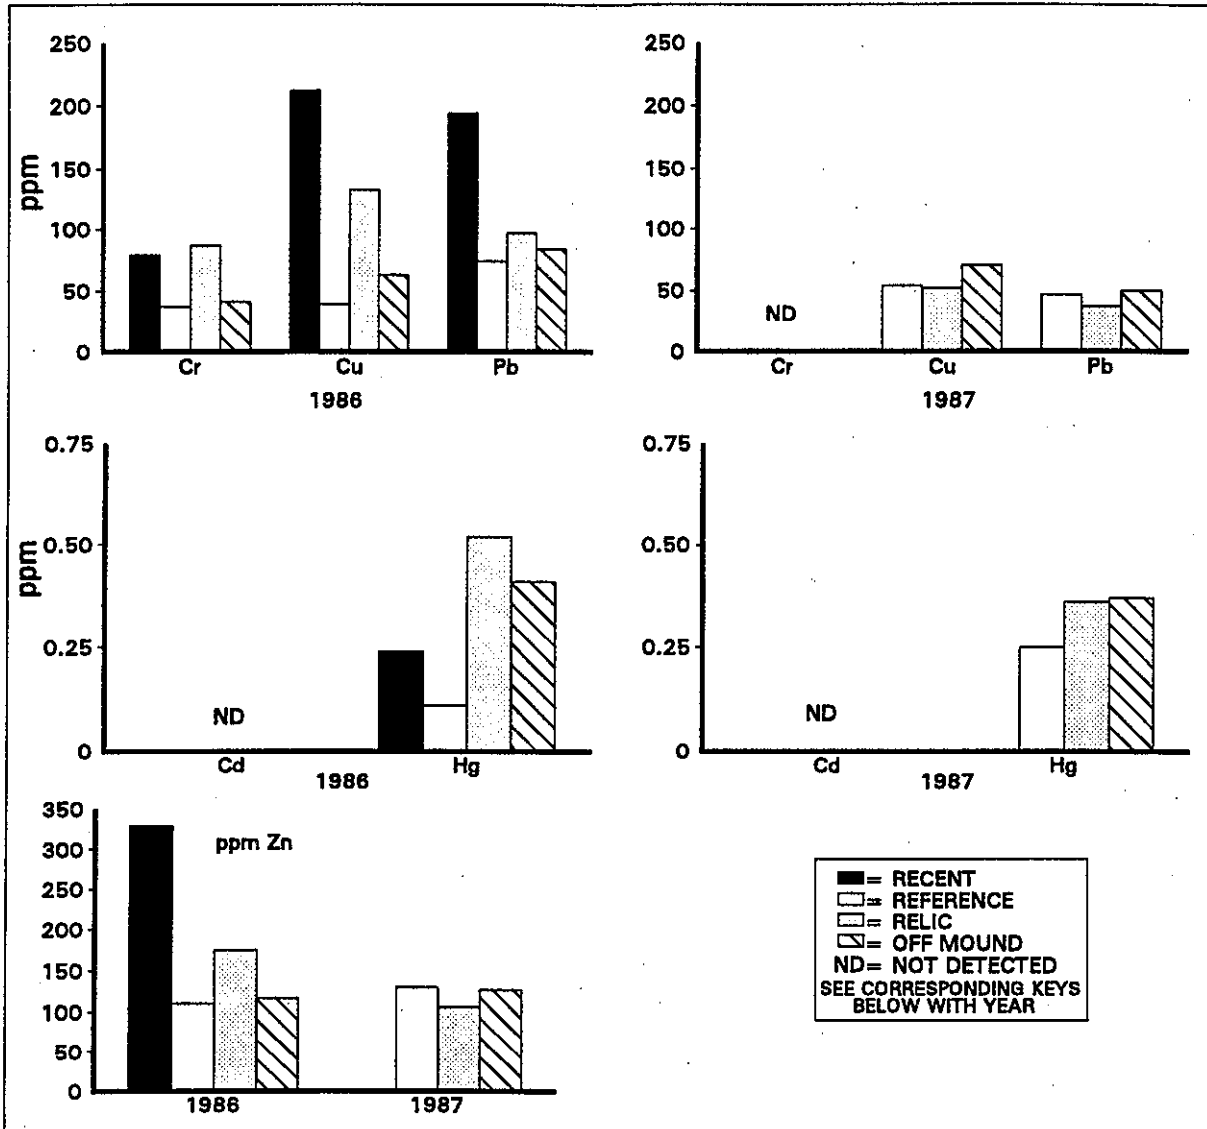 250
200
150
100
50
0
ppm
Cr Cu Pb
1986
250
200
150
100
50
0
ND
Cr Cu Pb
1987
0.75
0.50
0.25
0
ppm
ND
Cd Hg
1986
0.75
0.50
0.25
0
ND
Cd Hg
1987
350
300
250
200
150
100
50
0
ppm Zn
1986 1987
= RECENT
= REFERENCE
= RELIC
= OFF MOUND
ND= NOT DETECTED
SEE CORRESPONDING KEYS
BELOW WITH YEAR